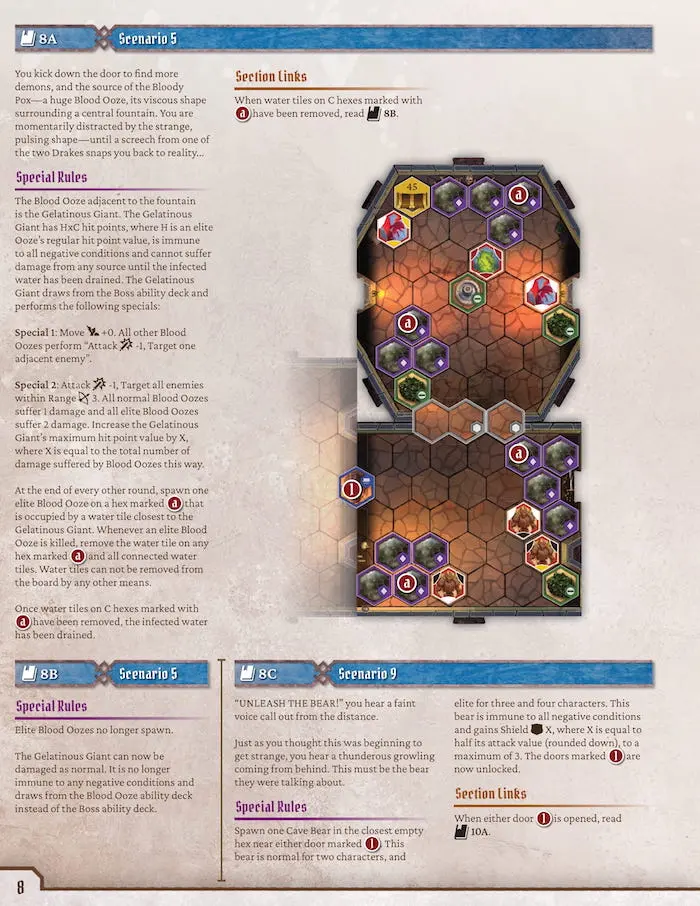 8A Scenario 5
You kick down the door to find more
demons, and the source of the Bloody
Pox—a huge Blood Ooze, its viscous shape
surrounding a central fountain. You are
momentarily distracted by the strange,
pulsing shape—until a screech from one of
the two Drakes snaps you back to reality...
Special Rules
The Blood Ooze adjacent to the fountain
is the Gelatinous Giant. The Gelatinous
Giant has HxC hit points, where H is an elite
Ooze's regular hit point value, is immune
to all negative conditions and cannot suffer
damage from any source until the infected
water has been drained. The Gelatinous
Giant draws from the Boss ability deck and
performs the following specials:
Special 1: Move +0. All other Blood
Oozes perform “Attack -1, Target one
adjacent enemy”.
Special 2: Attack -1, Target all enemies
within Range 3. All normal Blood Oozes
suffer 1 damage and all elite Blood Oozes
suffer 2 damage. Increase the Gelatinous
Giant's maximum hit point value by X,
where X is equal to the total number of
damage suffered by Blood Oozes this way.
At the end of every other round, spawn one
elite Blood Ooze on a hex marked a that
is occupied by a water tile closest to the
Gelatinous Giant. Whenever an elite Blood
Ooze is killed, remove the water tile on any
hex marked a and all connected water
tiles. Water tiles can not be removed from
the board by any other means.
Once water tiles on C hexes marked with
a have been removed, the infected water
has been drained.
Section Links
When water tiles on C hexes marked with
a have been removed, read 8B.
45
a
a
a
1
a
8B Scenario 5
Special Rules
Elite Blood Oozes no longer spawn.
The Gelatinous Giant can now be
damaged as normal. It is no longer
immune to any negative conditions and
draws from the Blood Ooze ability deck
instead of the Boss ability deck.
8C Scenario 9
“UNLEASH THE BEAR!” you hear a faint
voice call out from the distance.
Just as you thought this was beginning to
get strange, you hear a thunderous growling
coming from behind. This must be the bear
they were talking about.
Special Rules
Spawn one Cave Bear in the closest empty
hex near either door marked 1. This
bear is normal for two characters, and
elite for three and four characters. This
bear is immune to all negative conditions
and gains Shield X, where X is equal to
half its attack value (rounded down), to a
maximum of 3. The doors marked 1 are
now unlocked.
Section Links
When either door 1 is opened, read
10A.
8